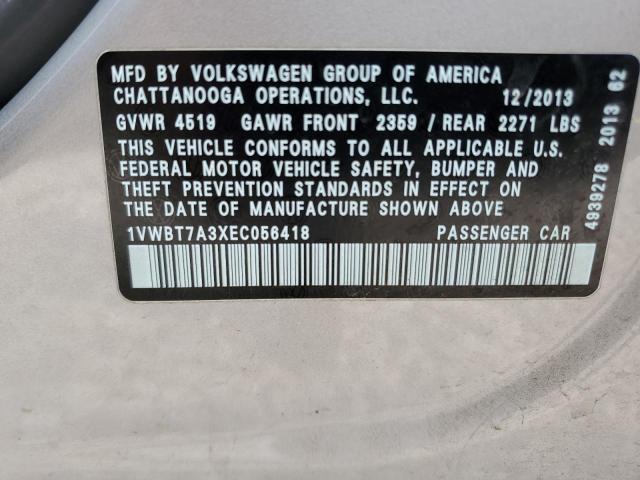 MFD BY VOLKSWAGEN GROUP OF AMERICA
CHATTANOOGA OPERATIONS, LLC. 12/2013
GVWR 4519 GAWR FRONT 2359 / REAR 2271 LBS
THIS VEHICLE CONFORMS TO ALL APPLICABLE U.S.
FEDERAL MOTOR VEHICLE SAFETY, BUMPER AND
THEFT PREVENTION STANDARDS IN EFFECT ON
THE DATE OF MANUFACTURE SHOWN ABOVE
1VWBT7A3XEC056418 PASSENGER CAR
4939278 2013 62